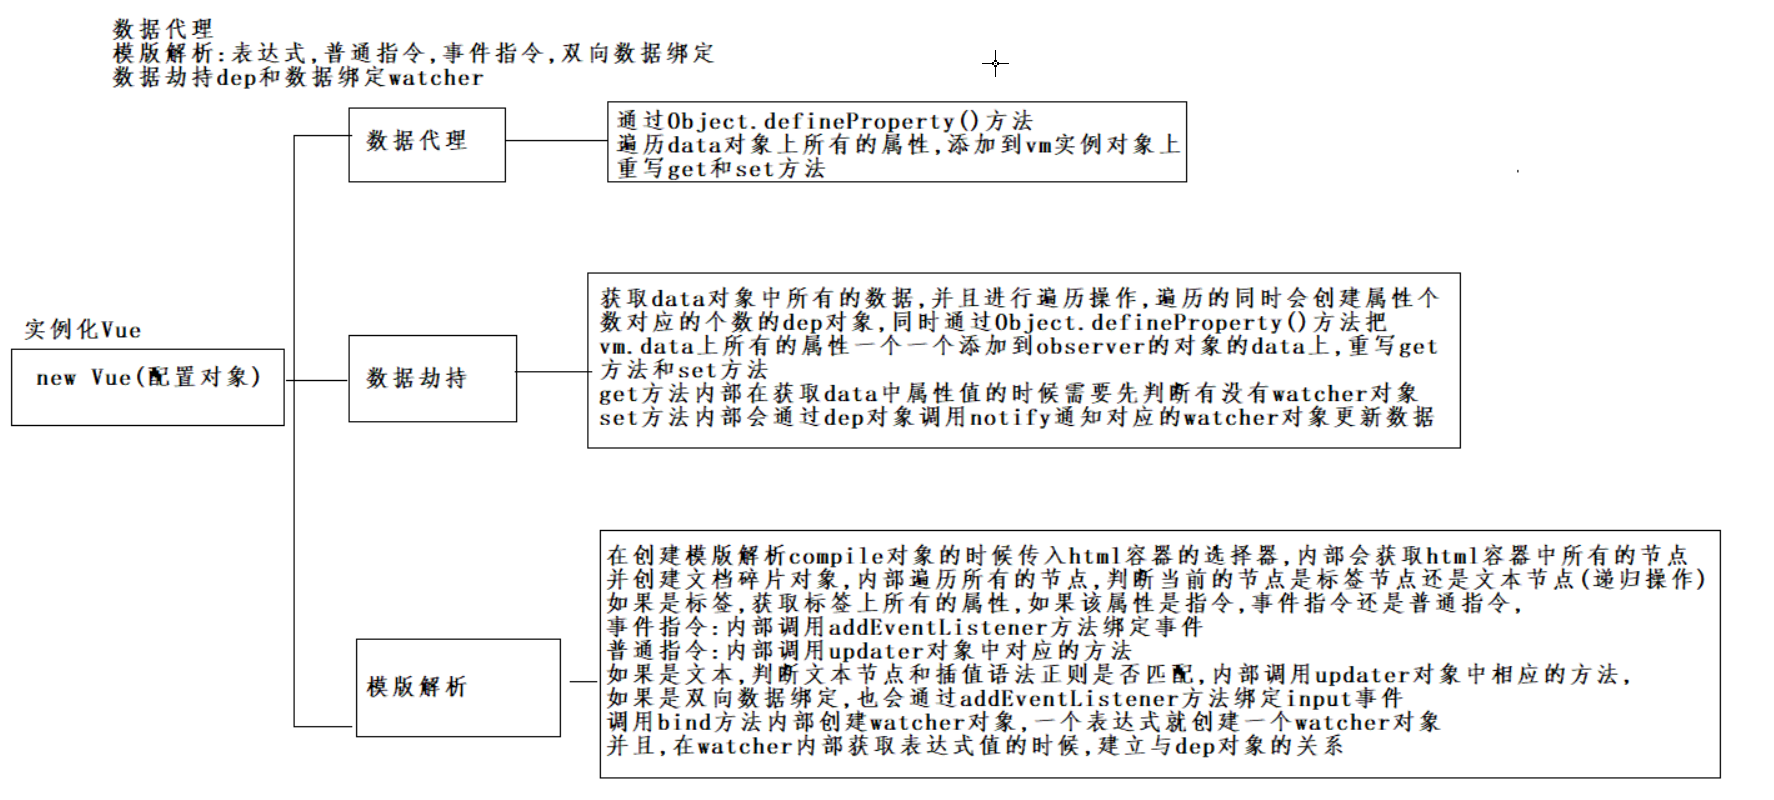 数据代理
模版解析:表达式,普通指令,事件指令,双向数据绑定
数据劫持dep和数据绑定watcher
数据代理
通过Object.defineProperty()方法
遍历data对象上所有的属性,添加到vm实例对象上
重写get和set方法
实例化Vue
new Vue(配置对象)
数据劫持
获取data对象中所有的数据,并且进行遍历操作,遍历的同时会创建属性个
数对应的个数的dep对象,同时通过Object.defineProperty()方法把
vm.data上所有的属性一个一个添加到observer的对象的data上,重写get
方法和set方法
get方法内部在获取data中属性值的时候需要先判断有没有watcher对象
set方法内部会通过dep对象调用notify通知对应的watcher对象更新数据
模版解析
在创建模版解析compile对象的时候传入html容器的选择器,内部会获取html容器中所有的节点
并创建文档碎片对象,内部遍历所有的节点,判断当前的节点是标签节点还是文本节点(递归操作)
如果是标签,获取标签上所有的属性,如果该属性是指令,事件指令还是普通指令,
事件指令:内部调用addEventListener方法绑定事件
普通指令:内部调用updater对象中对应的方法
如果是文本,判断文本节点和插值语法正则是否匹配,内部调用updater对象中相应的方法,
如果是双向数据绑定,也会通过addEventListener方法绑定input事件
调用bind方法内部创建watcher对象,一个表达式就创建一个watcher对象
并且,在watcher内部获取表达式值的时候,建立与dep对象的关系